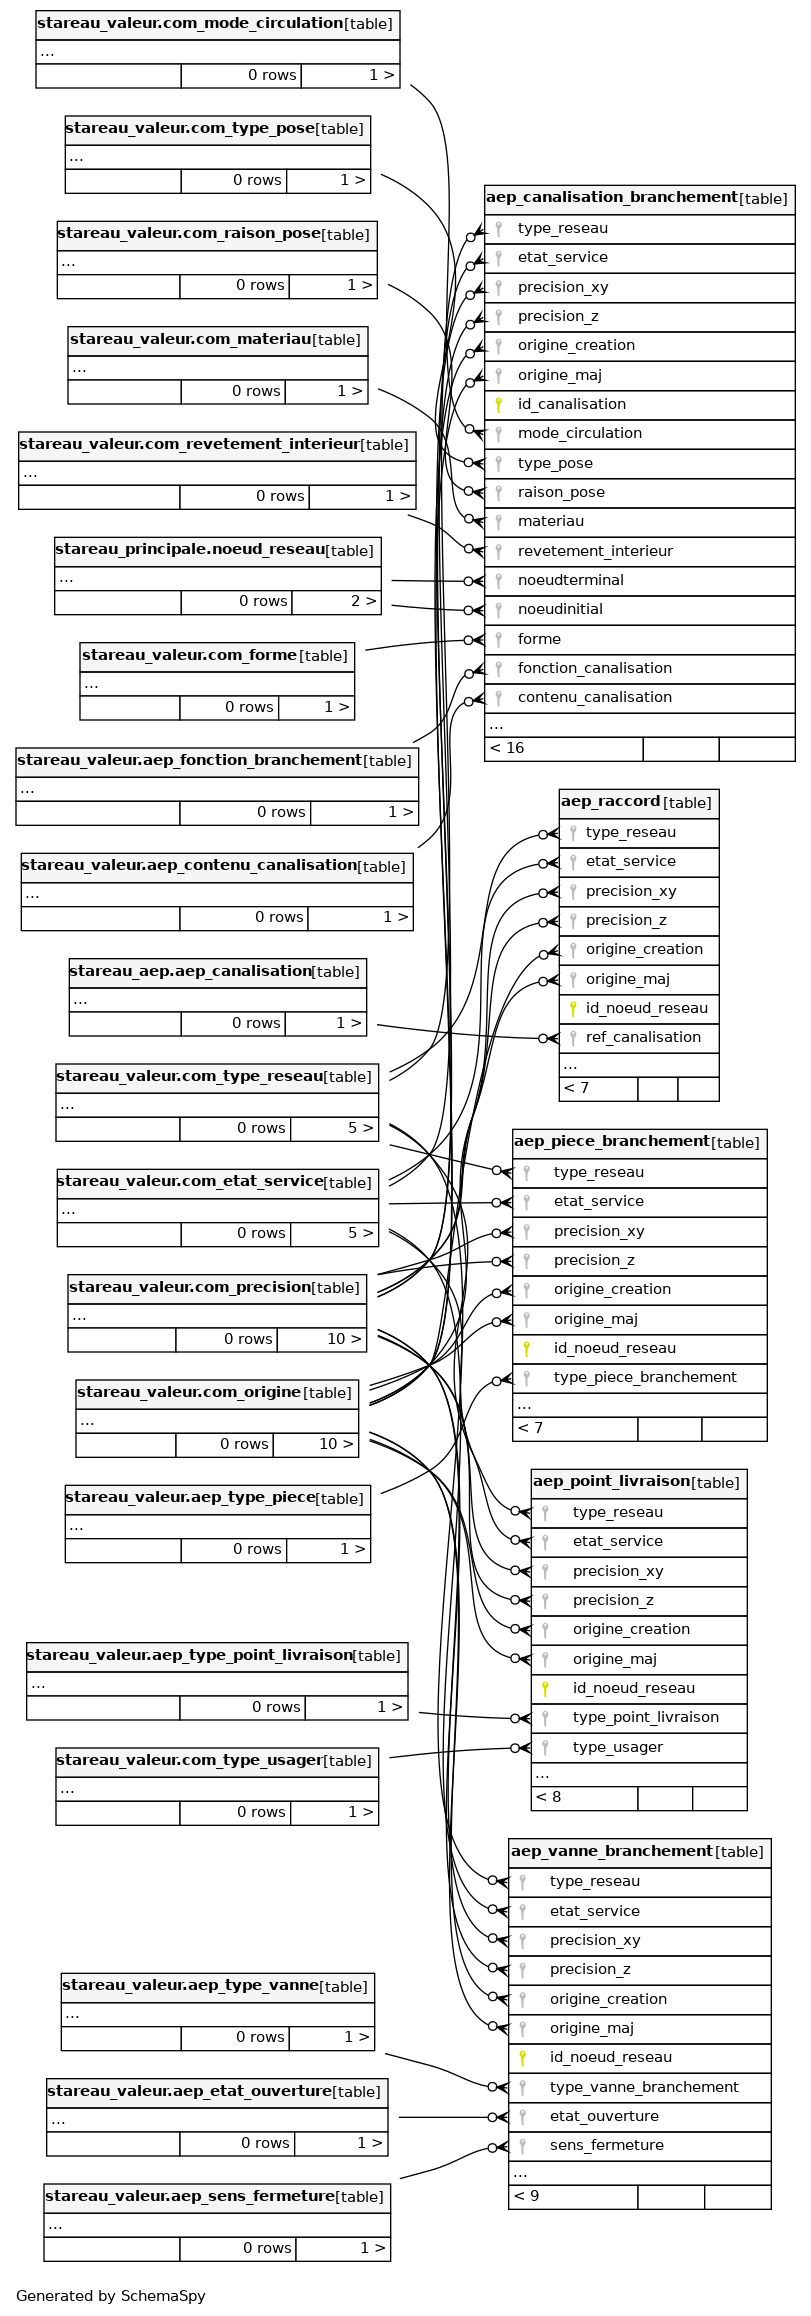 stareau_valeur.com_mode_circulation[table]
...
0 rows 1 >
stareau_valeur.com_type_pose[table]
...
0 rows 1 >
stareau_valeur.com_raison_pose[table]
...
0 rows 1 >
stareau_valeur.com_materiau[table]
...
0 rows 1 >
stareau_valeur.com_revetement_interieur[table]
...
0 rows 1 >
stareau_principale.noeud_reseau[table]
...
0 rows 2 >
stareau_valeur.com_forme[table]
...
0 rows 1 >
stareau_valeur.aep_fonction_branchement[table]
...
0 rows 1 >
stareau_valeur.aep_contenu_canalisation[table]
...
0 rows 1 >
stareau_aep.aep_canalisation[table]
...
0 rows 1 >
stareau_valeur.com_type_reseau[table]
...
0 rows 5 >
stareau_valeur.com_etat_service[table]
...
0 rows 5 >
stareau_valeur.com_precision[table]
...
0 rows 10 >
stareau_valeur.com_origine[table]
...
0 rows 10 >
stareau_valeur.aep_type_piece[table]
...
0 rows 1 >
stareau_valeur.aep_type_point_livraison[table]
...
0 rows 1 >
stareau_valeur.com_type_usager[table]
...
0 rows 1 >
stareau_valeur.aep_type_vanne[table]
...
0 rows 1 >
stareau_valeur.aep_etat_ouverture[table]
...
0 rows 1 >
stareau_valeur.aep_sens_fermeture[table]
...
0 rows 1 >
aep_canalisation_branchement[table]
type_reseau
etat_service
precision_xy
precision_z
origine_creation
origine_maj
id_canalisation
mode_circulation
type_pose
raison_pose
materiau
revetement_interieur
noeudterminal
noeudinitial
forme
fonction_canalisation
contenu_canalisation
...
< 16
aep_raccord[table]
type_reseau
etat_service
precision_xy
precision_z
origine_creation
origine_maj
id_noeud_reseau
ref_canalisation
...
< 7
aep_piece_branchement[table]
type_reseau
etat_service
precision_xy
precision_z
origine_creation
origine_maj
id_noeud_reseau
type_piece_branchement
...
< 7
aep_point_livraison[table]
type_reseau
etat_service
precision_xy
precision_z
origine_creation
origine_maj
id_noeud_reseau
type_point_livraison
type_usager
...
< 8
aep_vanne_branchement[table]
type_reseau
etat_service
precision_xy
precision_z
origine_creation
origine_maj
id_noeud_reseau
type_vanne_branchement
etat_ouverture
sens_fermeture
...
< 9
Generated by SchemaSpy